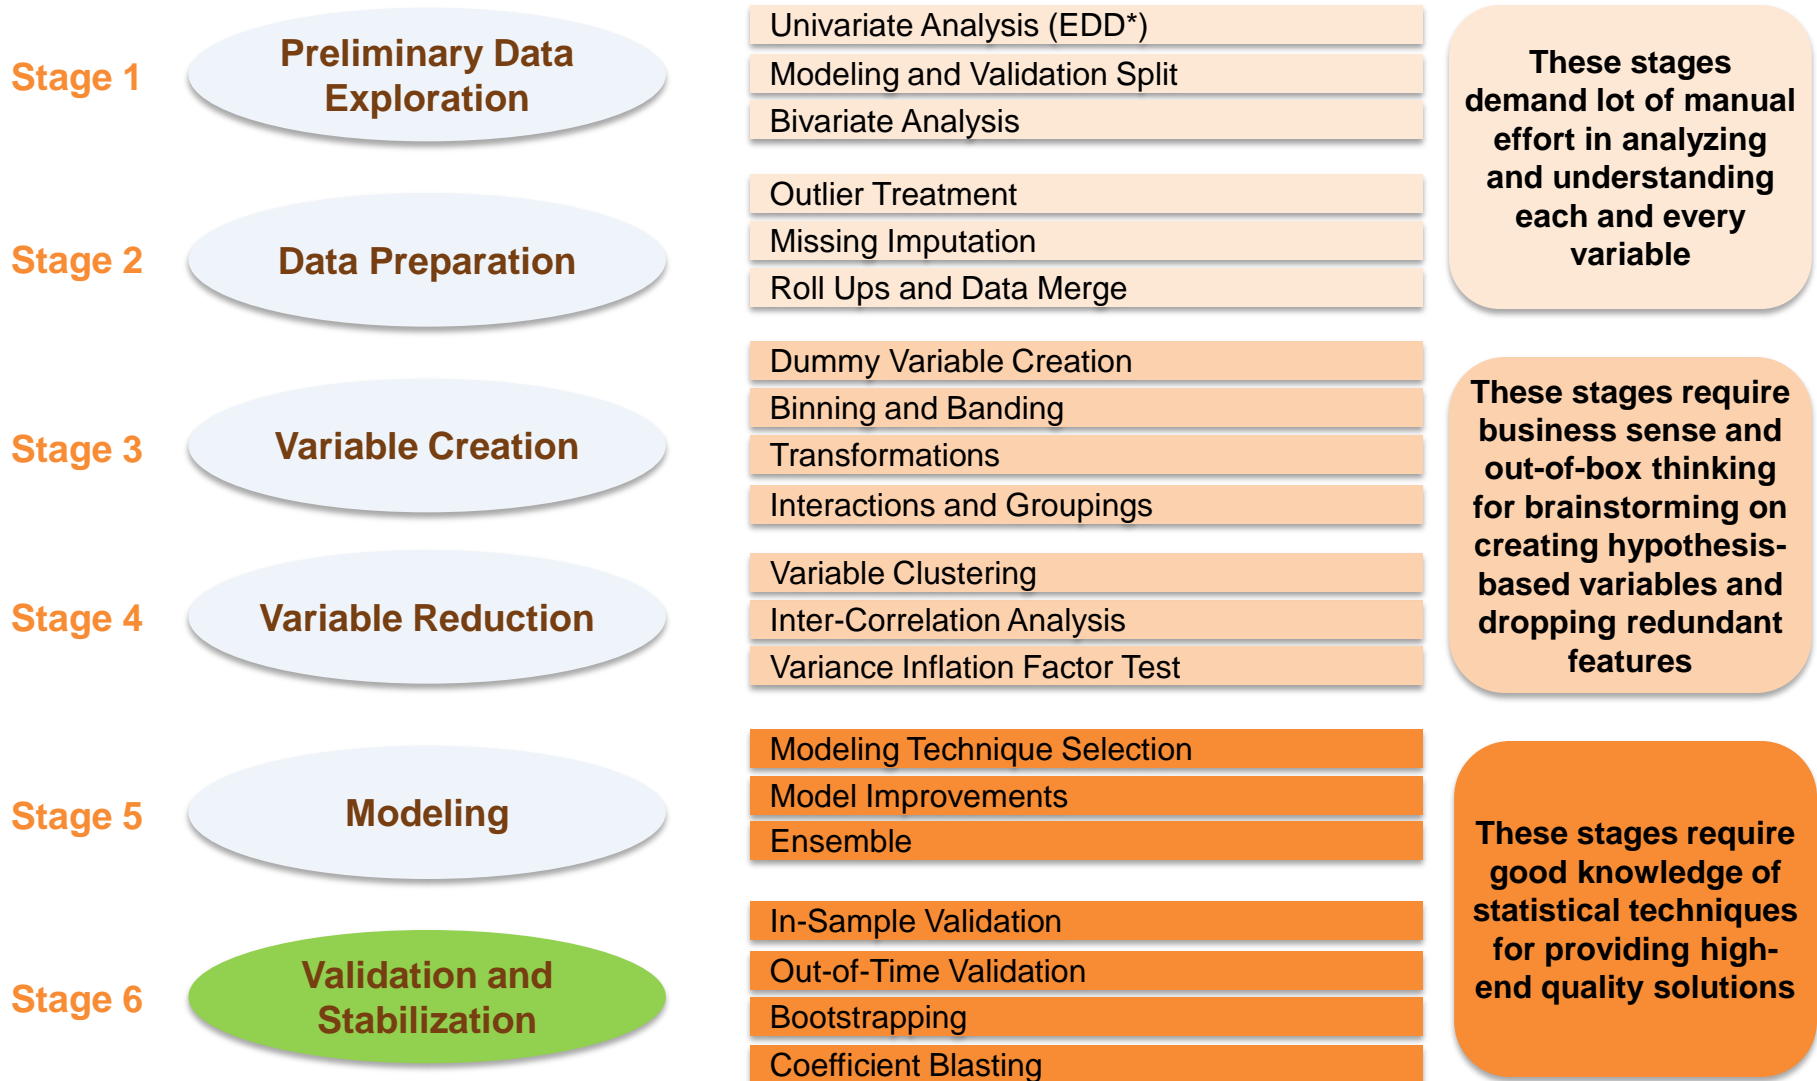 Stage 1
Preliminary Data
Exploration
Univariate Analysis (EDD*)
Modeling and Validation Split
Bivariate Analysis
Stage 2
Data Preparation
Outlier Treatment
Missing Imputation
Roll Ups and Data Merge
These stages
demand lot of manual
effort in analyzing
and understanding
each and every
variable
Stage 3
Variable Creation
Dummy Variable Creation
Binning and Banding
Transformations
Interactions and Groupings
Stage 4
Variable Reduction
Variable Clustering
Inter-Correlation Analysis
Variance Inflation Factor Test
These stages require
business sense and
out-of-box thinking
for brainstorming on
creating hypothesis-
based variables and
dropping redundant
features
Stage 5
Modeling
Modeling Technique Selection
Model Improvements
Ensemble
Stage 6
Validation and
Stabilization
In-Sample Validation
Out-of-Time Validation
Bootstrapping
Coefficient Blasting
These stages require
good knowledge of
statistical techniques
for providing high-
end quality solutions